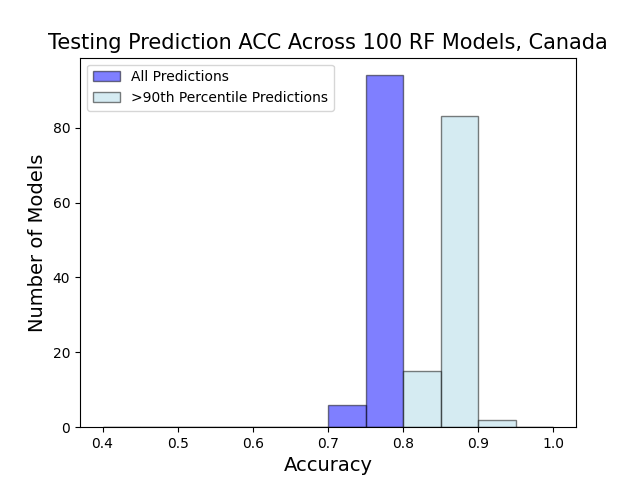 Testing Prediction ACC Across 100 RF Models, Canada
All Predictions
>90th Percentile Predictions
Number of Models
80
60
40
20
0
0.4 0.5 0.6 0.7 0.8 0.9 1.0
Accuracy